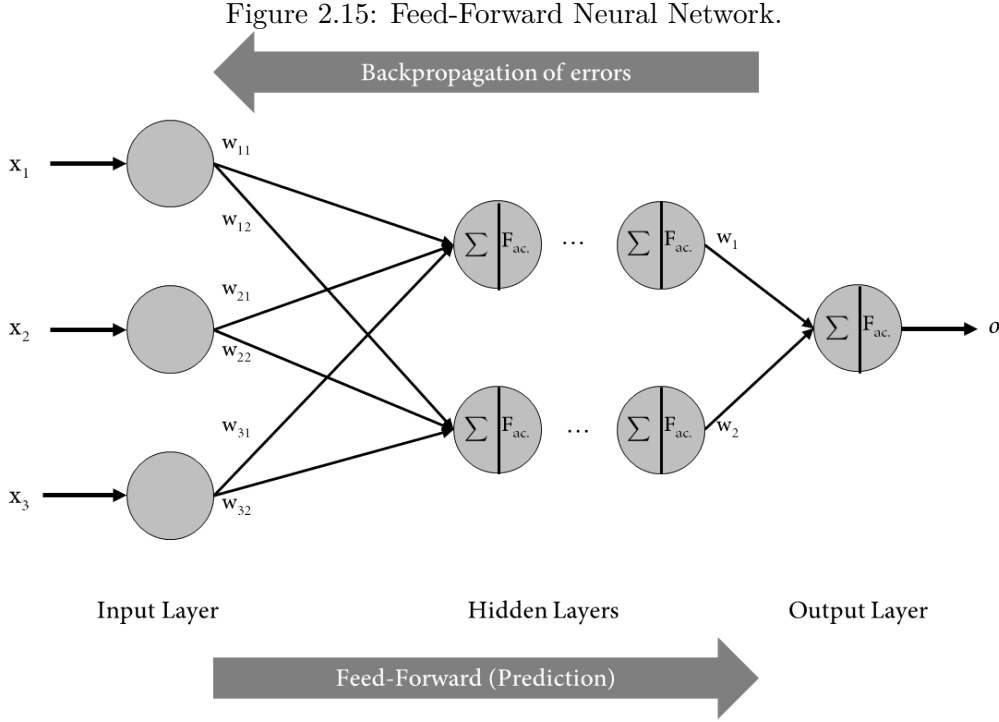 Figure 2.15: Feed-Forward Neural Network.
Backpropagation of errors
x1
w11
w12
w21
x2
w22
w31
x3
w32
∑ Fac. ... ∑ Fac.
w1
∑ Fac.
o
∑ Fac. ... ∑ Fac.
w2
Input Layer
Hidden Layers
Output Layer
Feed-Forward (Prediction)